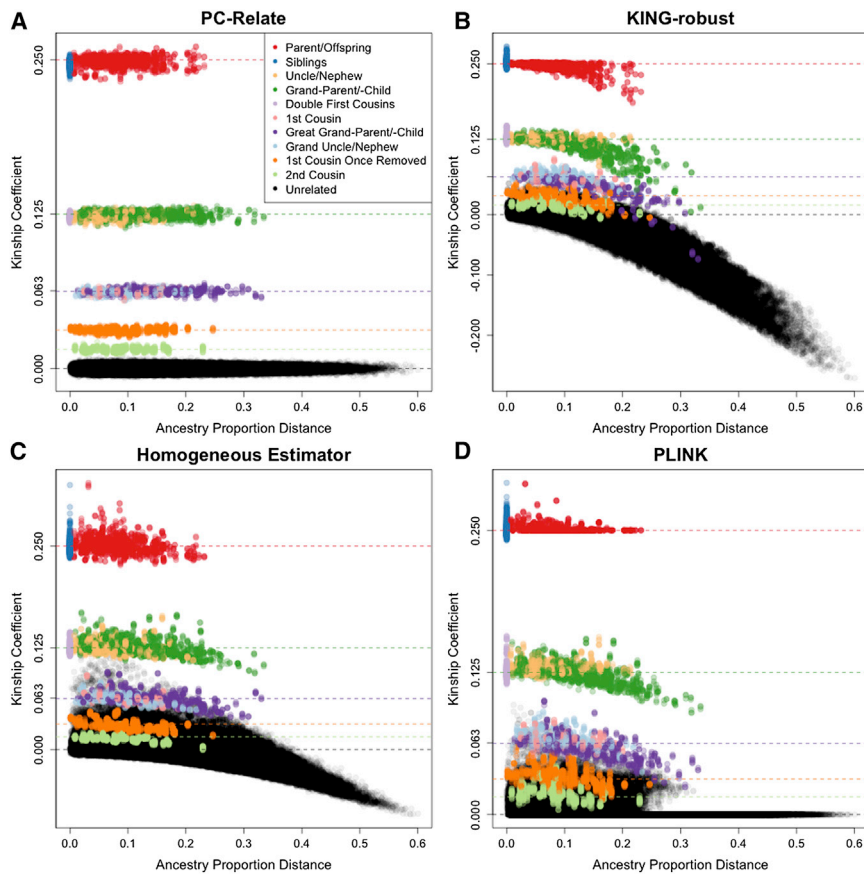 A
PC-Relate
Kinship Coefficient
0.250
0.125
0.063
0.000
Parent/Offspring
Siblings
Uncle/Nephew
Grand-Parent/-Child
Double First Cousins
1st Cousin
Great Grand-Parent/-Child
Grand Uncle/Nephew
1st Cousin Once Removed
2nd Cousin
Unrelated
0.0 0.1 0.2 0.3 0.4 0.5 0.6
Ancestry Proportion Distance
B
KING-robust
Kinship Coefficient
0.250
0.125
0.000
-0.100
-0.200
0.0 0.1 0.2 0.3 0.4 0.5 0.6
Ancestry Proportion Distance
C
Homogeneous Estimator
Kinship Coefficient
0.250
0.125
0.063
0.000
0.0 0.1 0.2 0.3 0.4 0.5 0.6
Ancestry Proportion Distance
D
PLINK
Kinship Coefficient
0.250
0.125
0.063
0.000
0.0 0.1 0.2 0.3 0.4 0.5 0.6
Ancestry Proportion Distance